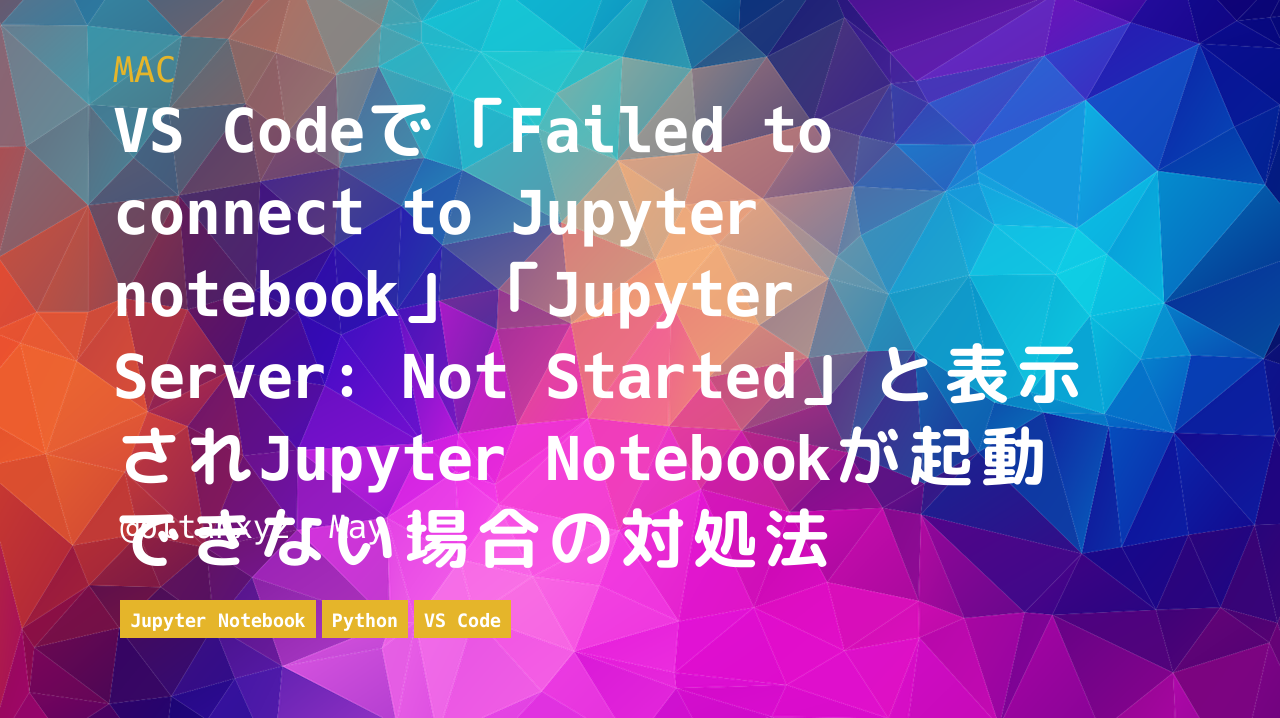 MAC
VS Codeで「Failed to
connect to Jupyter
notebook」「Jupyter
Server: Not Started」と表示
されJupyter Notebookが起動
できない場合の対処法
May
Jupyter Notebook
Python
VS Code